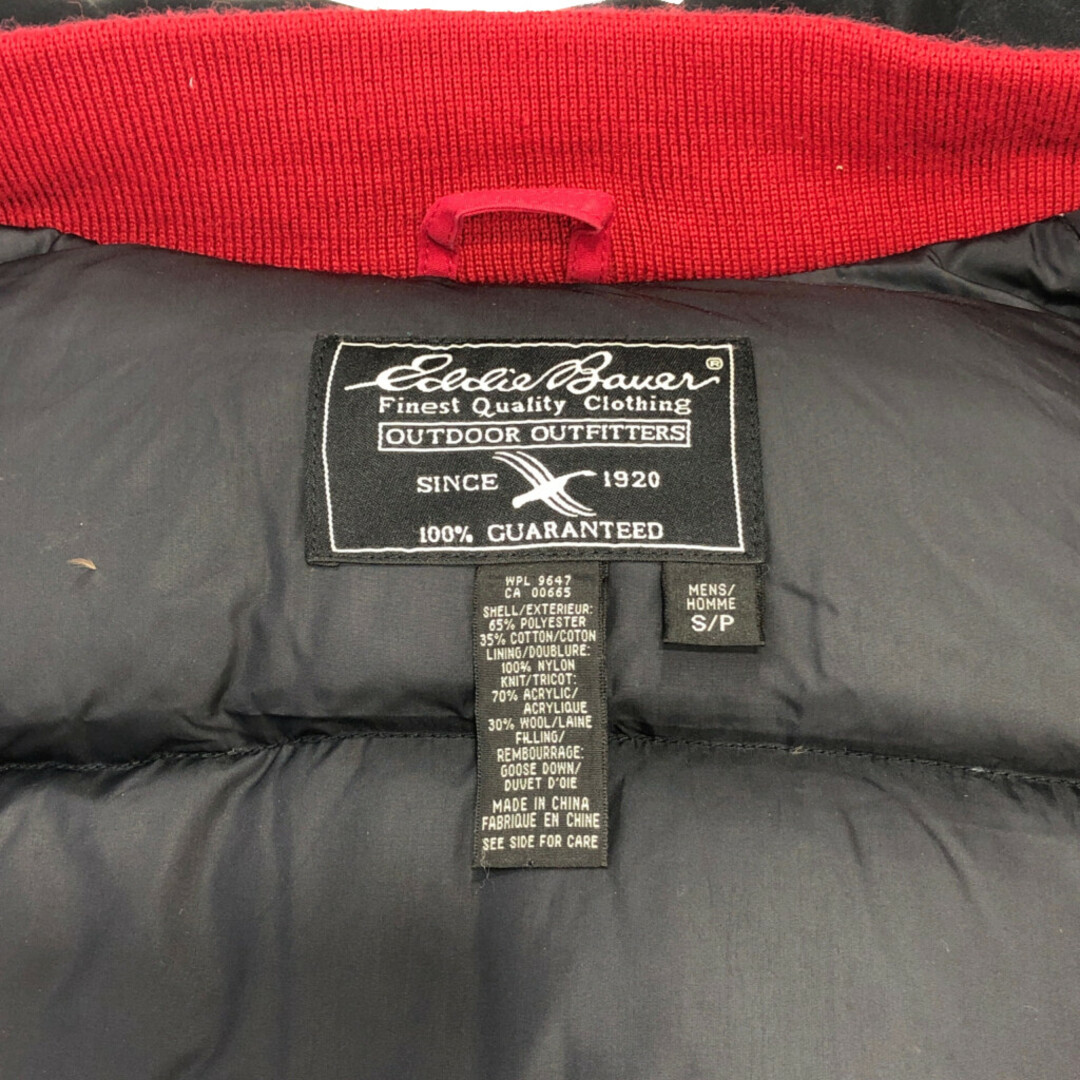 Eddie Bauer®
Finest Quality Clothing
OUTDOOR OUTFITTERS
SINCE 1920
100% GUARANTEED
WPL 9647
CA 00665
SHELL/EXTERIEUR:
65% POLYESTER
35% COTTON/COTON
LINING/DOUBLURE:
100% NYLON
KNIT/TRICOT:
70% ACRYLIC/
ACRYLIQUE
30% WOOL/LAINE
FILLING/
REMBOURRAGE:
GOOSE DOWN/
DUVET D'OIE
MADE IN CHINA
FABRIQUE EN CHINE
SEE SIDE FOR CARE
MENS/
HOMME
S/P